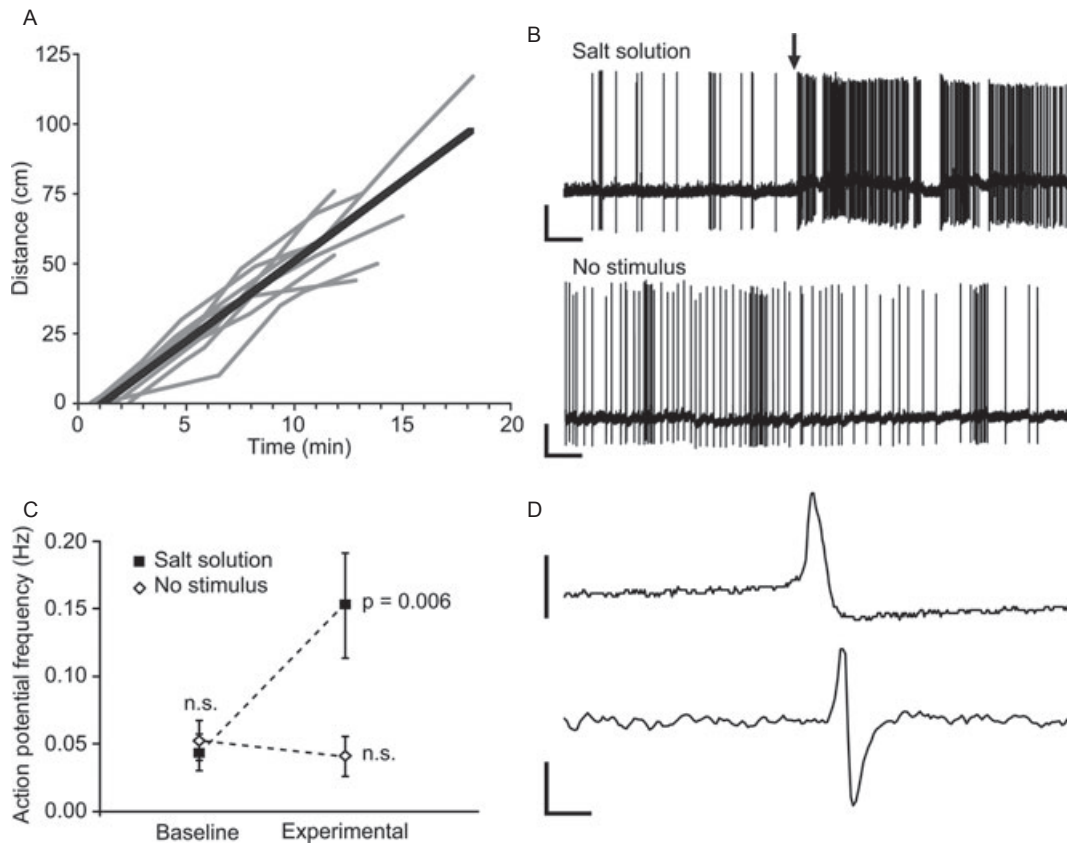 A
125
100
75
50
25
0
Distance (cm)
0 5 10 15 20
Time (min)
B
Salt solution
No stimulus
C
0.20
0.15
0.10
0.05
0.00
Action potential frequency (Hz)
Salt solution
No stimulus
p = 0.006
n.s.
n.s.
Baseline Experimental
D